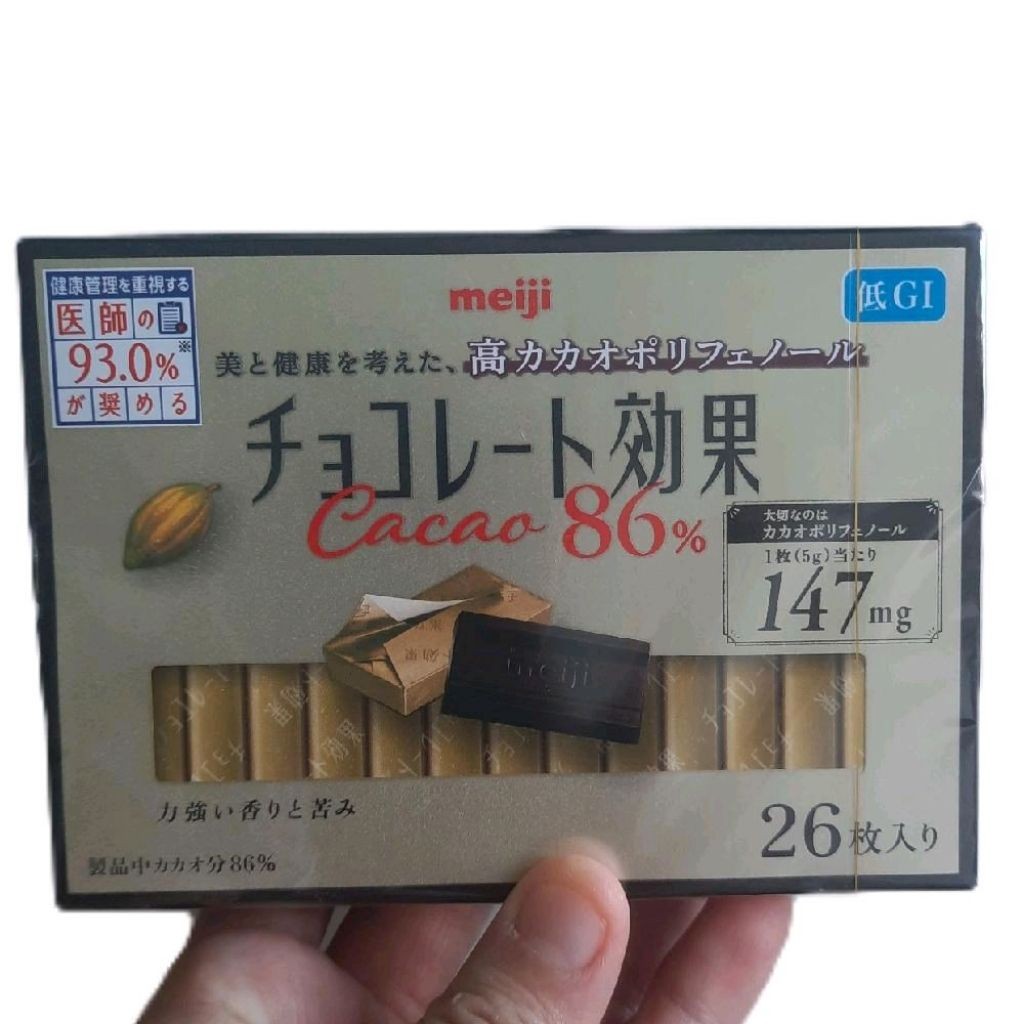 meiji
低GI
健康管理を重視する
医師の
93.0%※
が奨める
美と健康を考えた、高カカオポリフェノール
チョコレート効果
Cacao 86%
大切なのは
カカオポリフェノール
1枚(5g)当たり
147mg
meiji
力強い香りと苦み
26枚入り
製品中カカオ分86%